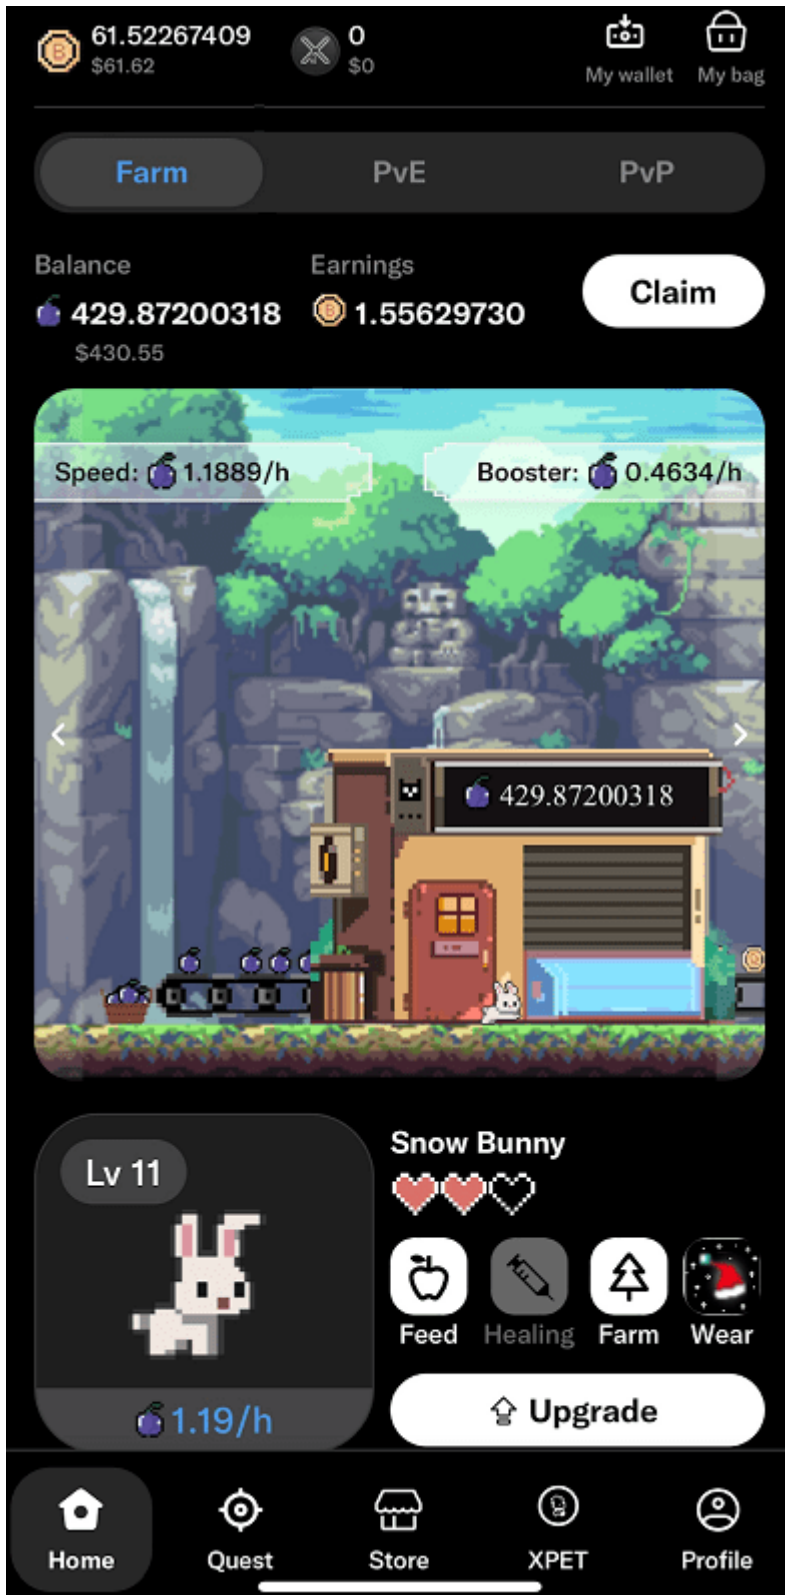 61.52267409
$61.62
0
$0
My wallet
My bag
Farm
PvE
PvP
Balance
Earnings
429.87200318
$430.55
1.55629730
Claim
Speed: 1.1889/h
Booster: 0.4634/h
429.87200318
Lv 11
1.19/h
Snow Bunny
Feed
Healing
Farm
Wear
Upgrade
Home
Quest
Store
XPET
Profile